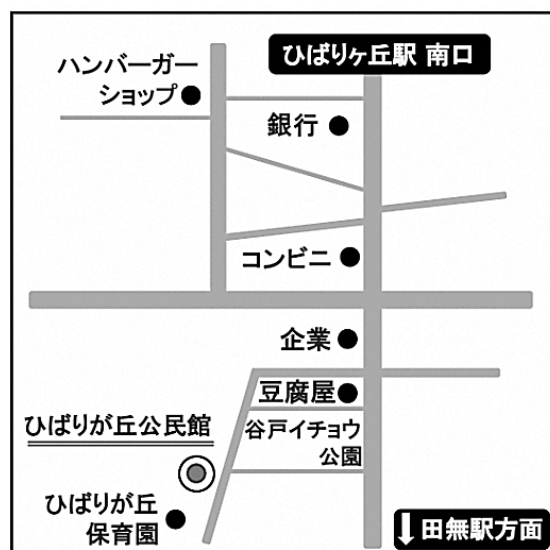 ひばりヶ丘駅 南口
ハンバーガー
ショップ
銀行
コンビニ
企業
豆腐屋
谷戸イチョウ
公園
ひばりが丘公民館
ひばりが丘
保育園
↓田無駅方面